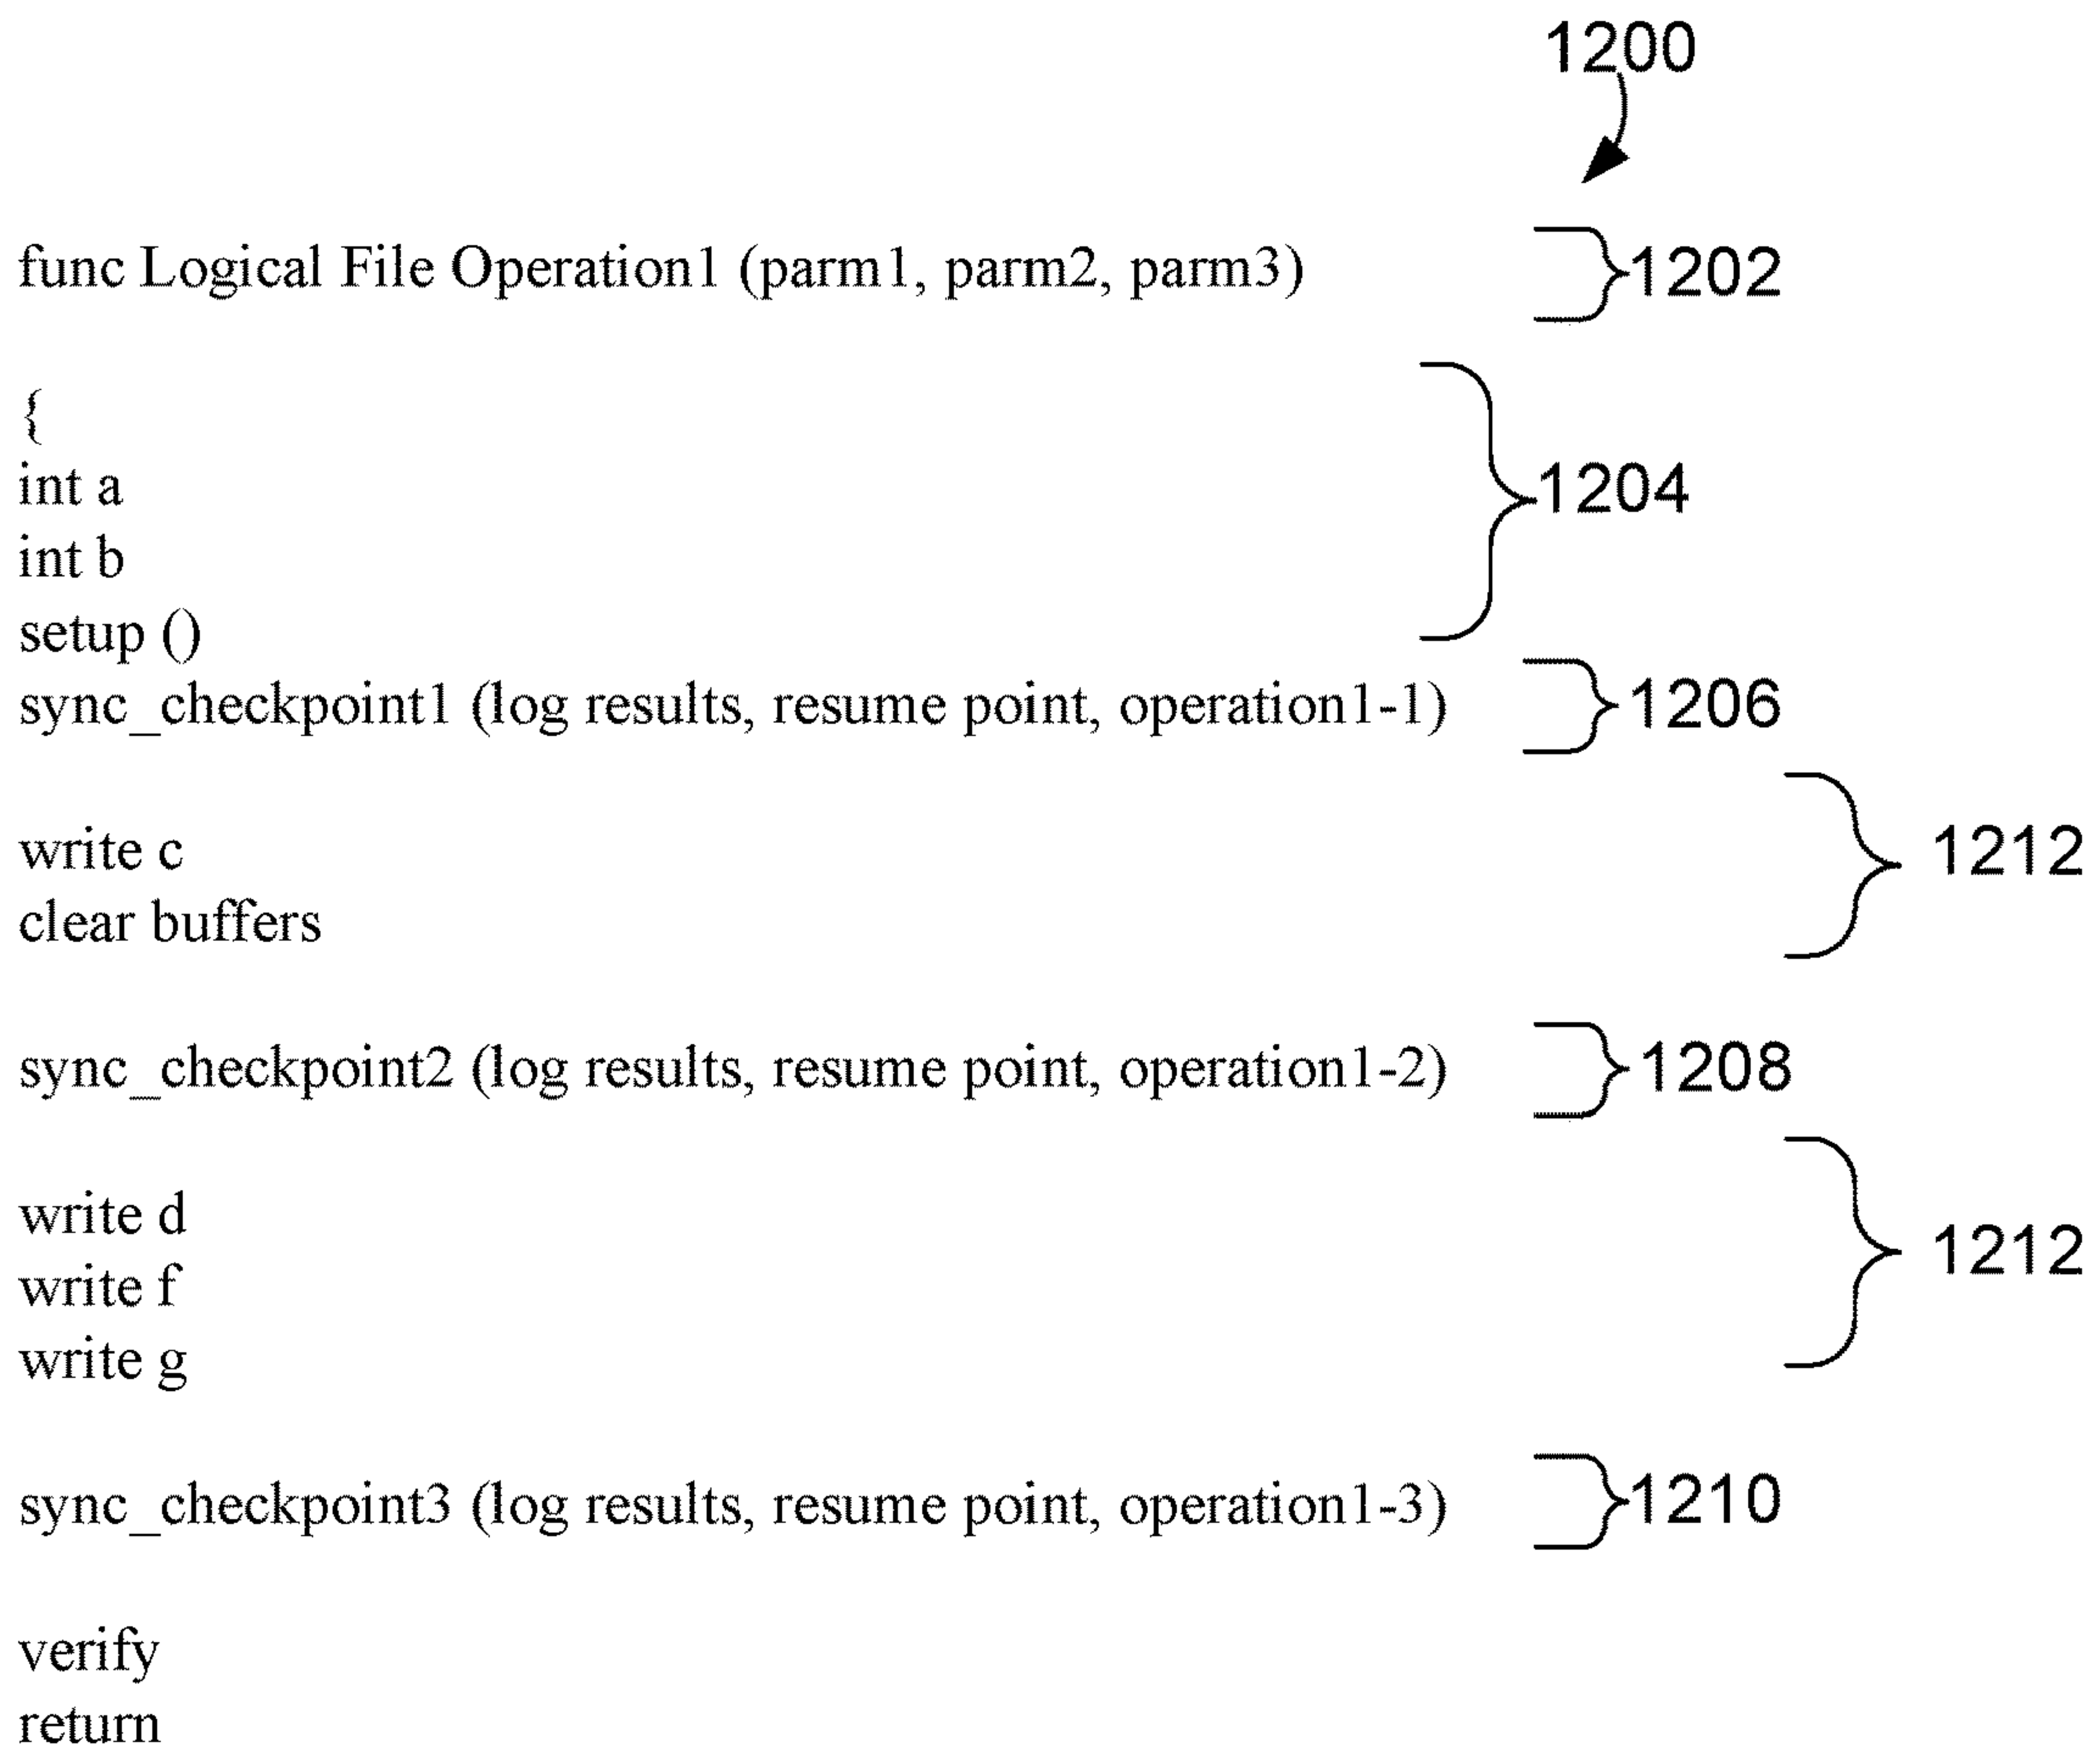 1200
func Logical File Operation1 (parm1, parm2, parm3) 1202
{
int a
1204
int b
setup ()
sync_checkpoint1 (log results, resume point, operation1-1) 1206
write c 1212
clear buffers
sync_checkpoint2 (log results, resume point, operation1-2) 1208
write d
1212
write f
write g
sync_checkpoint3 (log results, resume point, operation1-3) 1210
verify
return